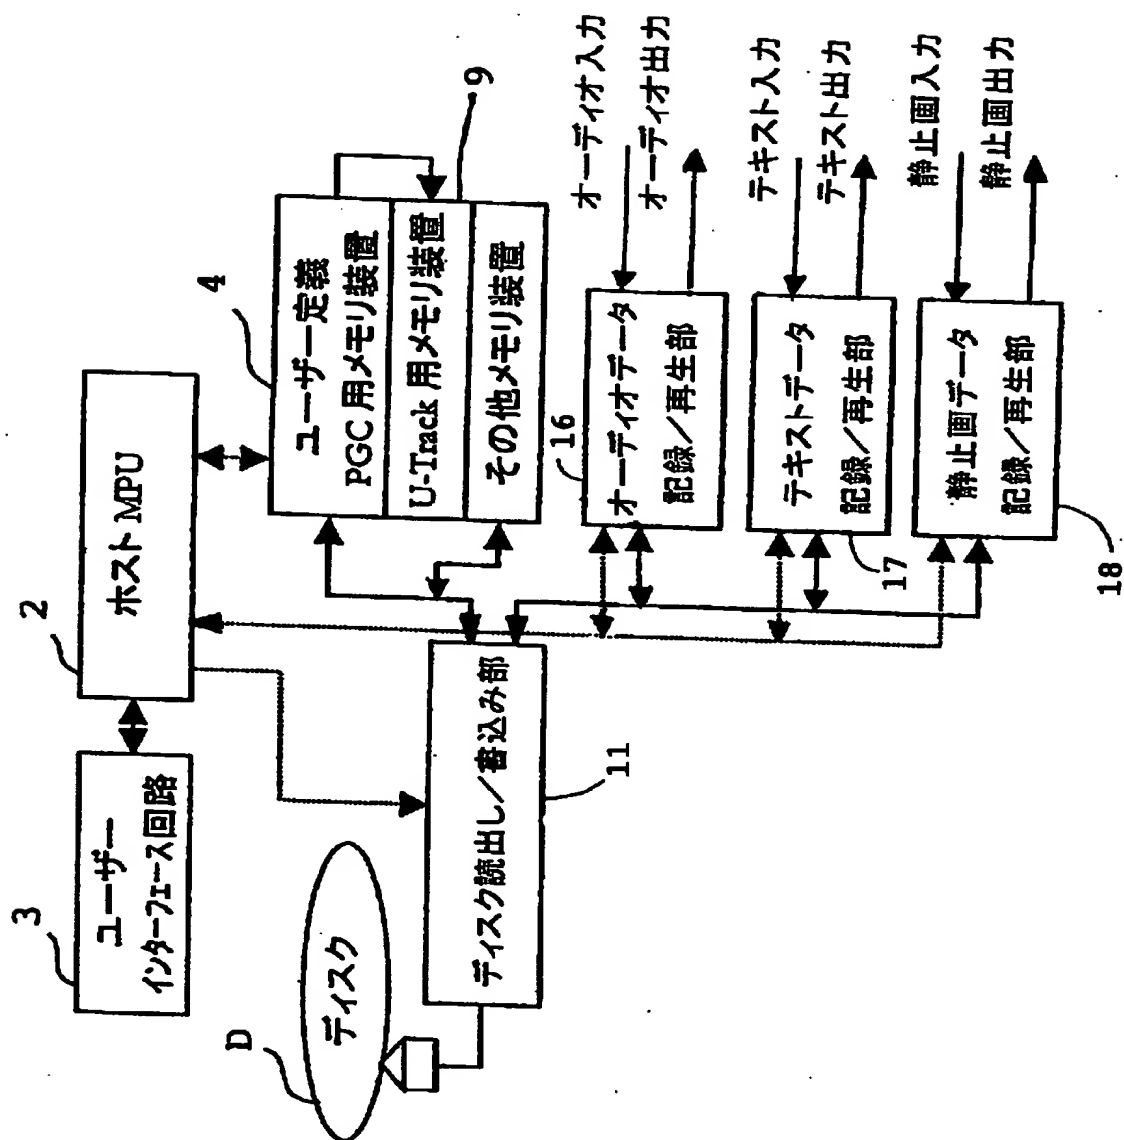 3
ユーザー
インターフェース回路
2
ホスト MPU
4
ユーザー定義
PGC 用メモリ装置
U-Track 用メモリ装置
その他メモリ装置
9
D
ディスク
ディスク読出し／書込み部
11
16
オーディオデータ
記録／再生部
オーディオ入力
オーディオ出力
テキストデータ
記録／再生部
17
テキスト入力
テキスト出力
静止画データ
記録／再生部
18
静止画入力
静止画出力